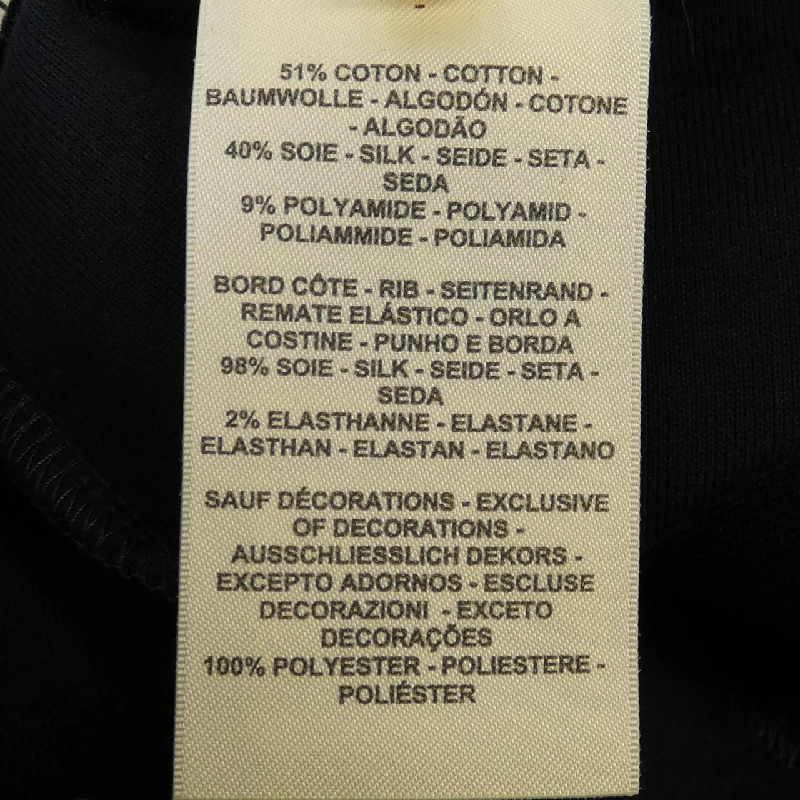 51% COTON - COTTON -
BAUMWOLLE - ALGODÓN - COTONE
- ALGODÃO
40% SOIE - SILK - SEIDE - SETA -
SEDA
9% POLYAMIDE - POLYAMID -
POLIAMMIDE - POLIAMIDA
BORD CÔTE - RIB - SEITENRAND -
REMATE ELÁSTICO - ORLO A
COSTINE - PUNHO E BORDA
98% SOIE - SILK - SEIDE - SETA -
SEDA
2% ELASTHANNE - ELASTANE -
ELASTHAN - ELASTAN - ELASTANO
SAUF DÉCORATIONS - EXCLUSIVE
OF DECORATIONS -
AUSSCHLIESSLICH DEKORS -
EXCEPTO ADORNOS - ESCLUSE
DECORAZIONI - EXCETO
DECORAÇÕES
100% POLYESTER - POLIESTERE -
POLIÉSTER